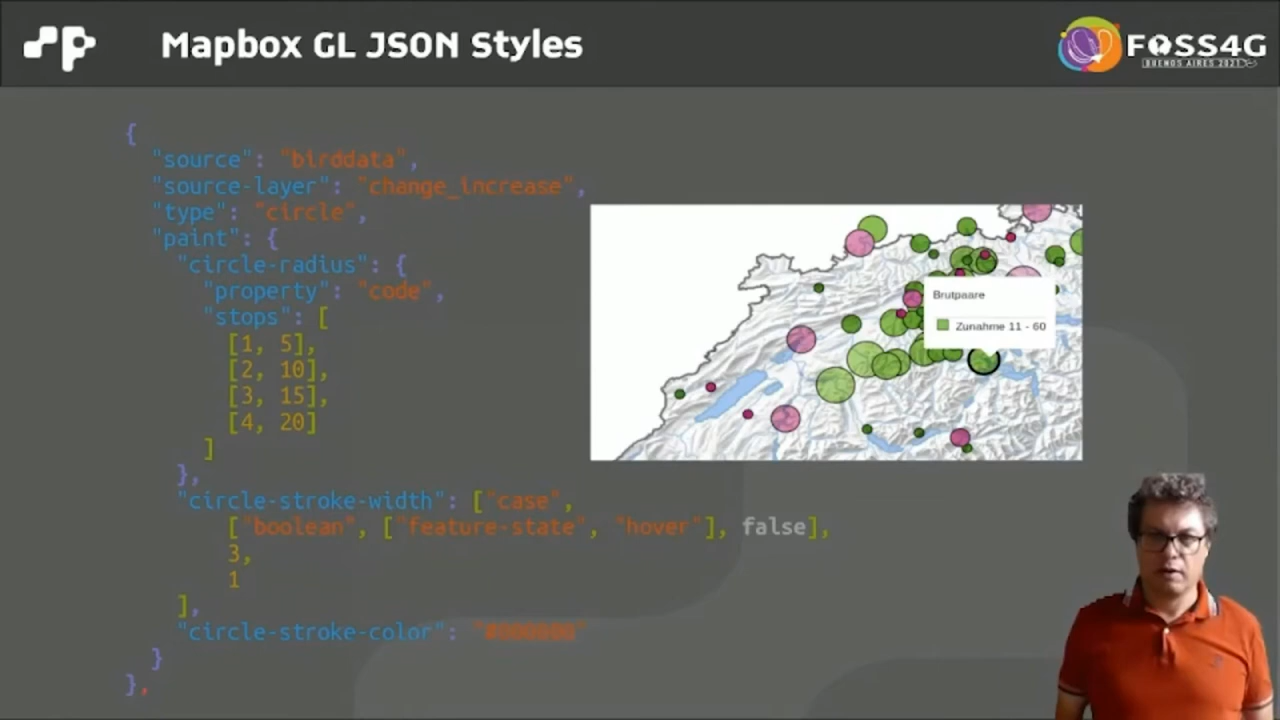 Mapbox GL JSON Styles
FOSS4G
BUENOS AIRES 2021
{
"source": "birddata",
"source-layer": "change_increase",
"type": "circle",
"paint": {
"circle-radius": {
"property": "code",
"stops": [
[1, 5],
[2, 10],
[3, 15],
[4, 20]
]
},
"circle-stroke-width": ["case",
["boolean", ["feature-state", "hover"], false],
3,
1
],
"circle-stroke-color":
}
},
Brutpaare
Zunahme 11 - 60